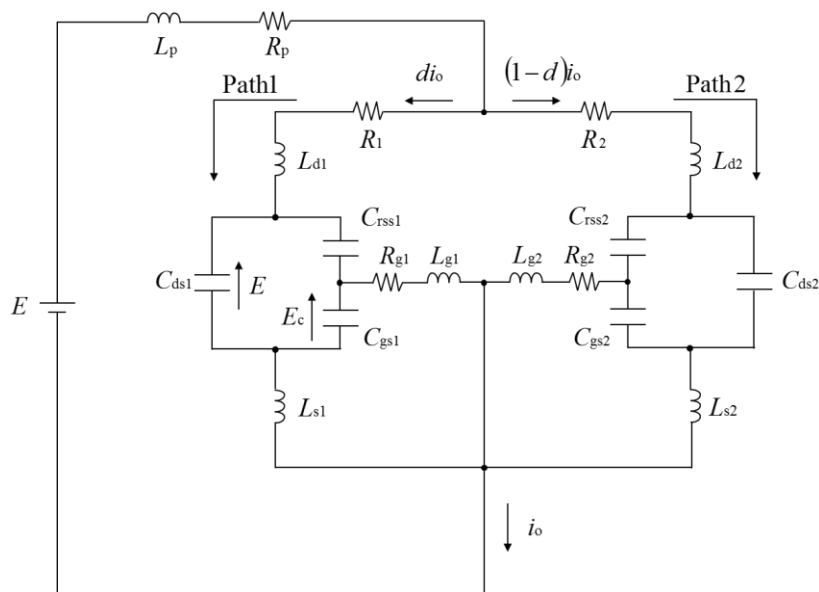 Lp
Rp
Path1
dio
(1−d)io
Path2
R1
R2
Ld1
Ld2
Crss1
Crss2
Rg1
Lg1
Lg2
Rg2
Cds1
E
Cds2
E
Ec
Cgs1
Cgs2
Ls1
Ls2
io